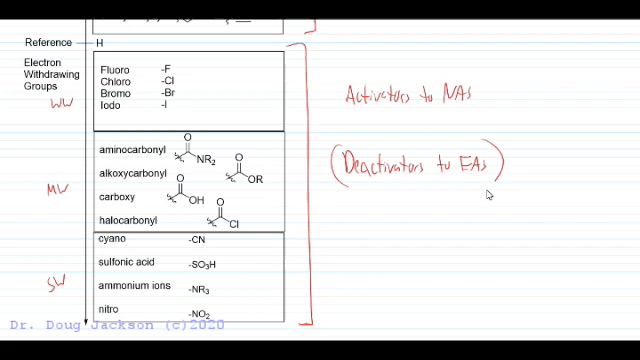 Reference
H
Electron
Withdrawing
Groups
WW
Fluoro -F
Chloro -Cl
Bromo -Br
Iodo -I
Activators to NAs
(Deactivators to EAs)
MW
aminocarbonyl
O
NR2
alkoxycarbonyl
O
OR
carboxy
O
OH
halocarbonyl
O
Cl
SW
cyano -CN
sulfonic acid -SO3H
ammonium ions -NR3
nitro -NO2
Dr. Doug Jackson (c)2020